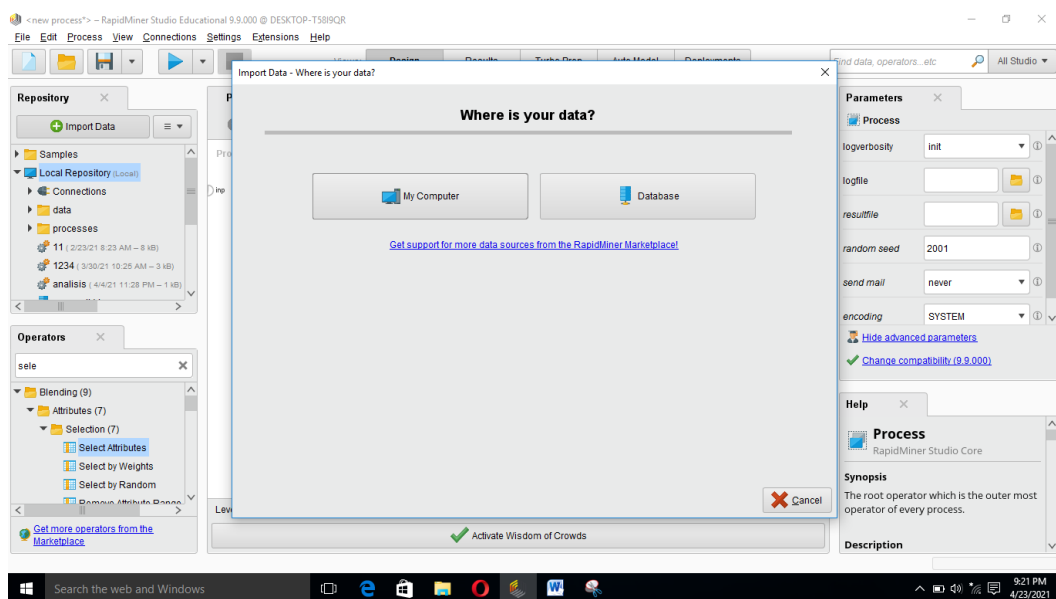 <new process*> – RapidMiner Studio Educational 9.9.000 @ DESKTOP-T58I9QR
File Edit Process View Connections Settings Extensions Help
Find data, operators...etc All Studio
Repository
Import Data
Samples
Local Repository (Local)
Connections
data
processes
11 ( 2/23/21 8:23 AM – 8 kB)
1234 ( 3/30/21 10:25 AM – 3 kB)
analisis ( 4/4/21 11:28 PM – 1 kB)
Operators
sele
Blending (9)
Attributes (7)
Selection (7)
Select Attributes
Select by Weights
Select by Random
Remove Attribute Range
Get more operators from the
Marketplace
inp
Import Data - Where is your data?
Where is your data?
My Computer Database
Get support for more data sources from the RapidMiner Marketplace!
Cancel
Activate Wisdom of Crowds
Parameters
Process
logverbosity init
logfile
resultfile
random seed 2001
send mail never
encoding SYSTEM
Hide advanced parameters
Change compatibility (9.9.000)
Help
Process
RapidMiner Studio Core
Synopsis
The root operator which is the outer most
operator of every process.
Description
Search the web and Windows
9:21 PM
4/23/2021